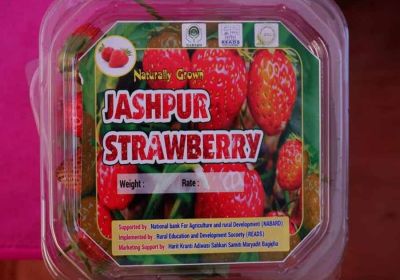 Naturally Grown
JASHPUR
STRAWBERRY
Weight : Rate :
Supported by : National bank For Agriculture and rural Development (NABARD)
Implemented by : Rural Education and Development Society (READS)
Marketing Support by : Harit Kranti Adiwasi Sahkari Samiti Maryadit Bagicha